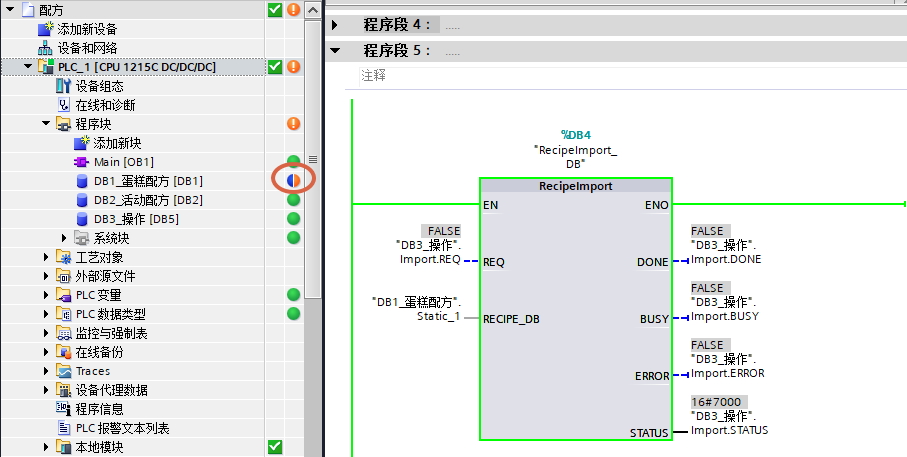 配方
添加新设备
设备和网络
PLC_1 [CPU 1215C DC/DC/DC]
设备组态
在线和诊断
程序块
添加新块
Main [OB1]
DB1_蛋糕配方 [DB1]
DB2_活动配方 [DB2]
DB3_操作 [DB5]
系统块
工艺对象
外部源文件
PLC 变量
PLC 数据类型
监控与强制表
在线备份
Traces
设备代理数据
程序信息
PLC 报警文本列表
本地模块
程序段 4： .....
程序段 5： .....
注释
%DB4
"RecipeImport_
DB"
RecipeImport
EN ENO
FALSE
"DB3_操作".
Import.REQ REQ
"DB1_蛋糕配方".
Static_1 RECIPE_DB
FALSE
"DB3_操作".
DONE Import.DONE
FALSE
"DB3_操作".
BUSY Import.BUSY
FALSE
"DB3_操作".
ERROR Import.ERROR
16#7000
"DB3_操作".
STATUS Import.STATUS